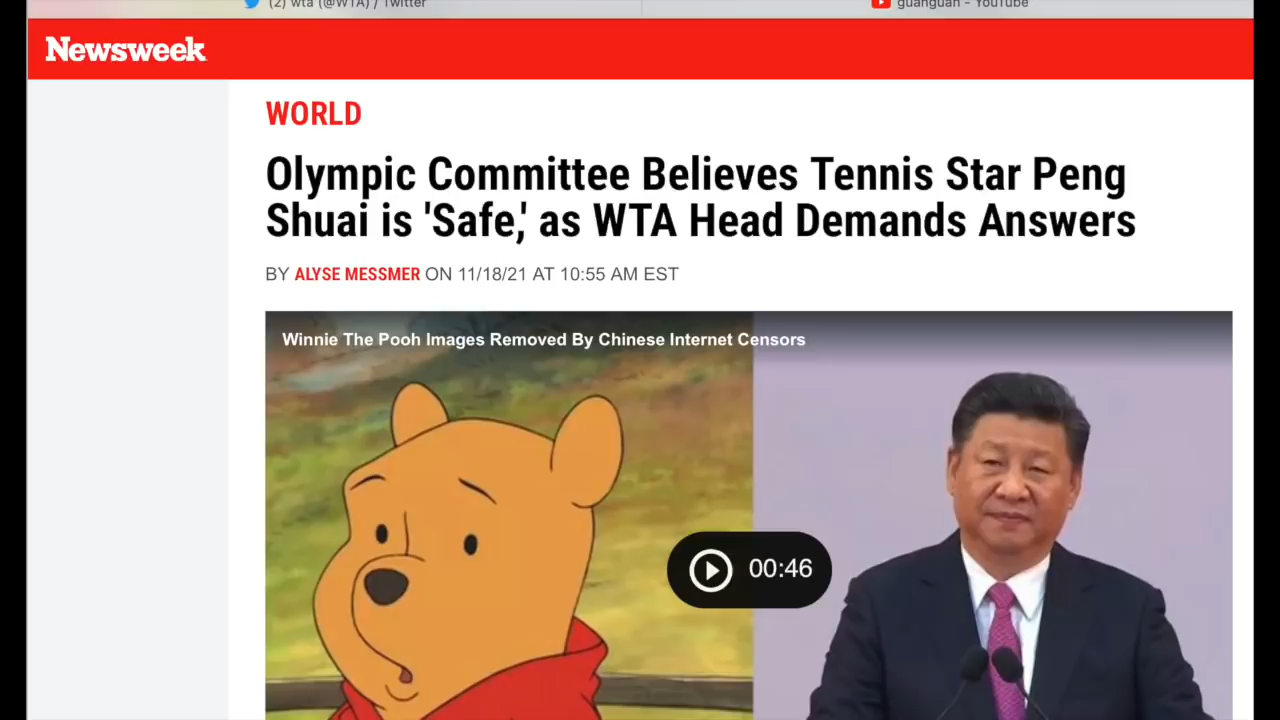 (2) wta (@WTA) / Twitter
guanguan - YouTube
Newsweek
WORLD
Olympic Committee Believes Tennis Star Peng
Shuai is 'Safe,' as WTA Head Demands Answers
BY ALYSE MESSMER ON 11/18/21 AT 10:55 AM EST
Winnie The Pooh Images Removed By Chinese Internet Censors
00:46